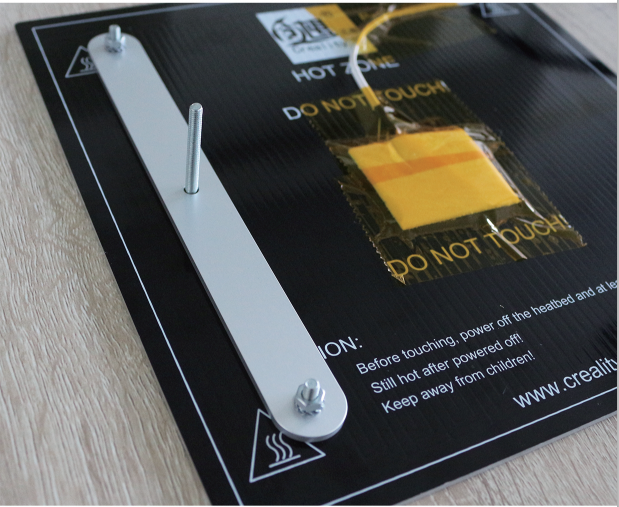 Creality
HOT ZONE
DO NOT TOUCH!
DO NOT TOUCH!
ION:
Before touching, power off the heatbed and at le
Still hot after powered off!
Keep away from children!
www.creality